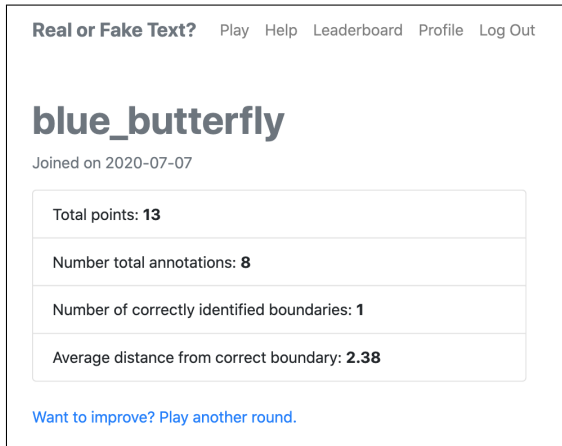 Real or Fake Text? Play Help Leaderboard Profile Log Out
blue_butterfly
Joined on 2020-07-07
Total points: 13
Number total annotations: 8
Number of correctly identified boundaries: 1
Average distance from correct boundary: 2.38
Want to improve? Play another round.